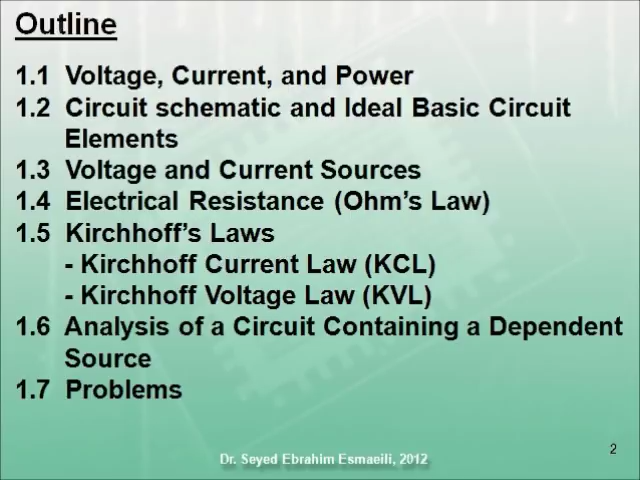 Outline
1.1 Voltage, Current, and Power
1.2 Circuit schematic and Ideal Basic Circuit
Elements
1.3 Voltage and Current Sources
1.4 Electrical Resistance (Ohm's Law)
1.5 Kirchhoff's Laws
- Kirchhoff Current Law (KCL)
- Kirchhoff Voltage Law (KVL)
1.6 Analysis of a Circuit Containing a Dependent
Source
1.7 Problems
2
Dr. Seyed Ebrahim Esmaeili, 2012